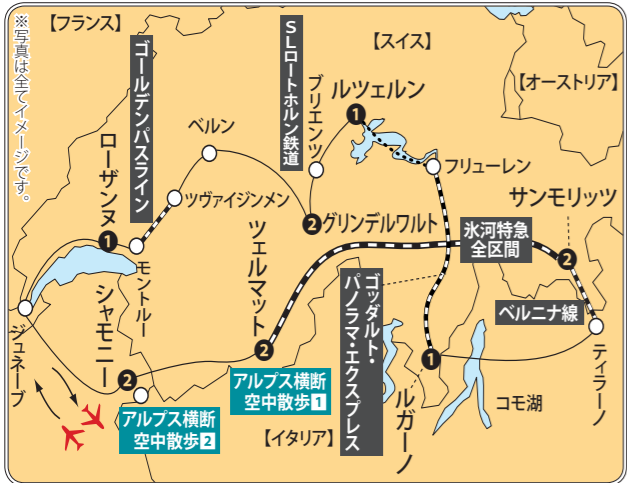 ※写真は全てイメージです。
【フランス】
ゴールデンパスライン
SLロートホルン鉄道
【スイス】
【オーストリア】
ブリエンツ
ルツェルン
1
ベルン
フリューレン
ローザンヌ
1
ツヴァイジンメン
サンモリッツ
2
2
グリンデルワルト
氷河特急
全区間
モントルー
ツェルマット
2
ゴッダルト・
パノラマ・エクスプレス
ベルニナ線
ジュネーブ
シャモニー
2
ティラーノ
1
ルガーノ
コモ湖
アルプス横断
空中散歩1
アルプス横断
空中散歩2
【イタリア】